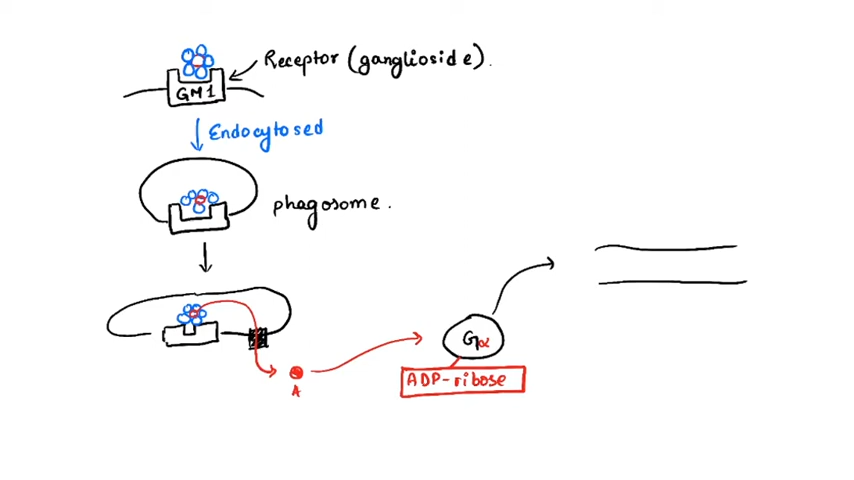 Receptor (ganglioside).
GM1
Endocytosed
phagosome.
Gα
A
ADP-ribose